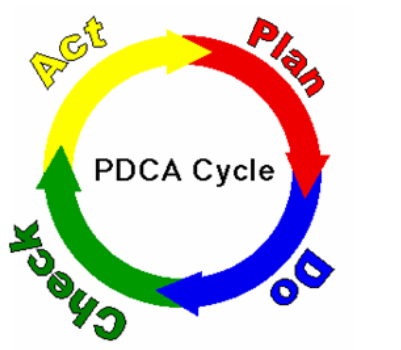 Act
Plan
PDCA Cycle
Check
Do